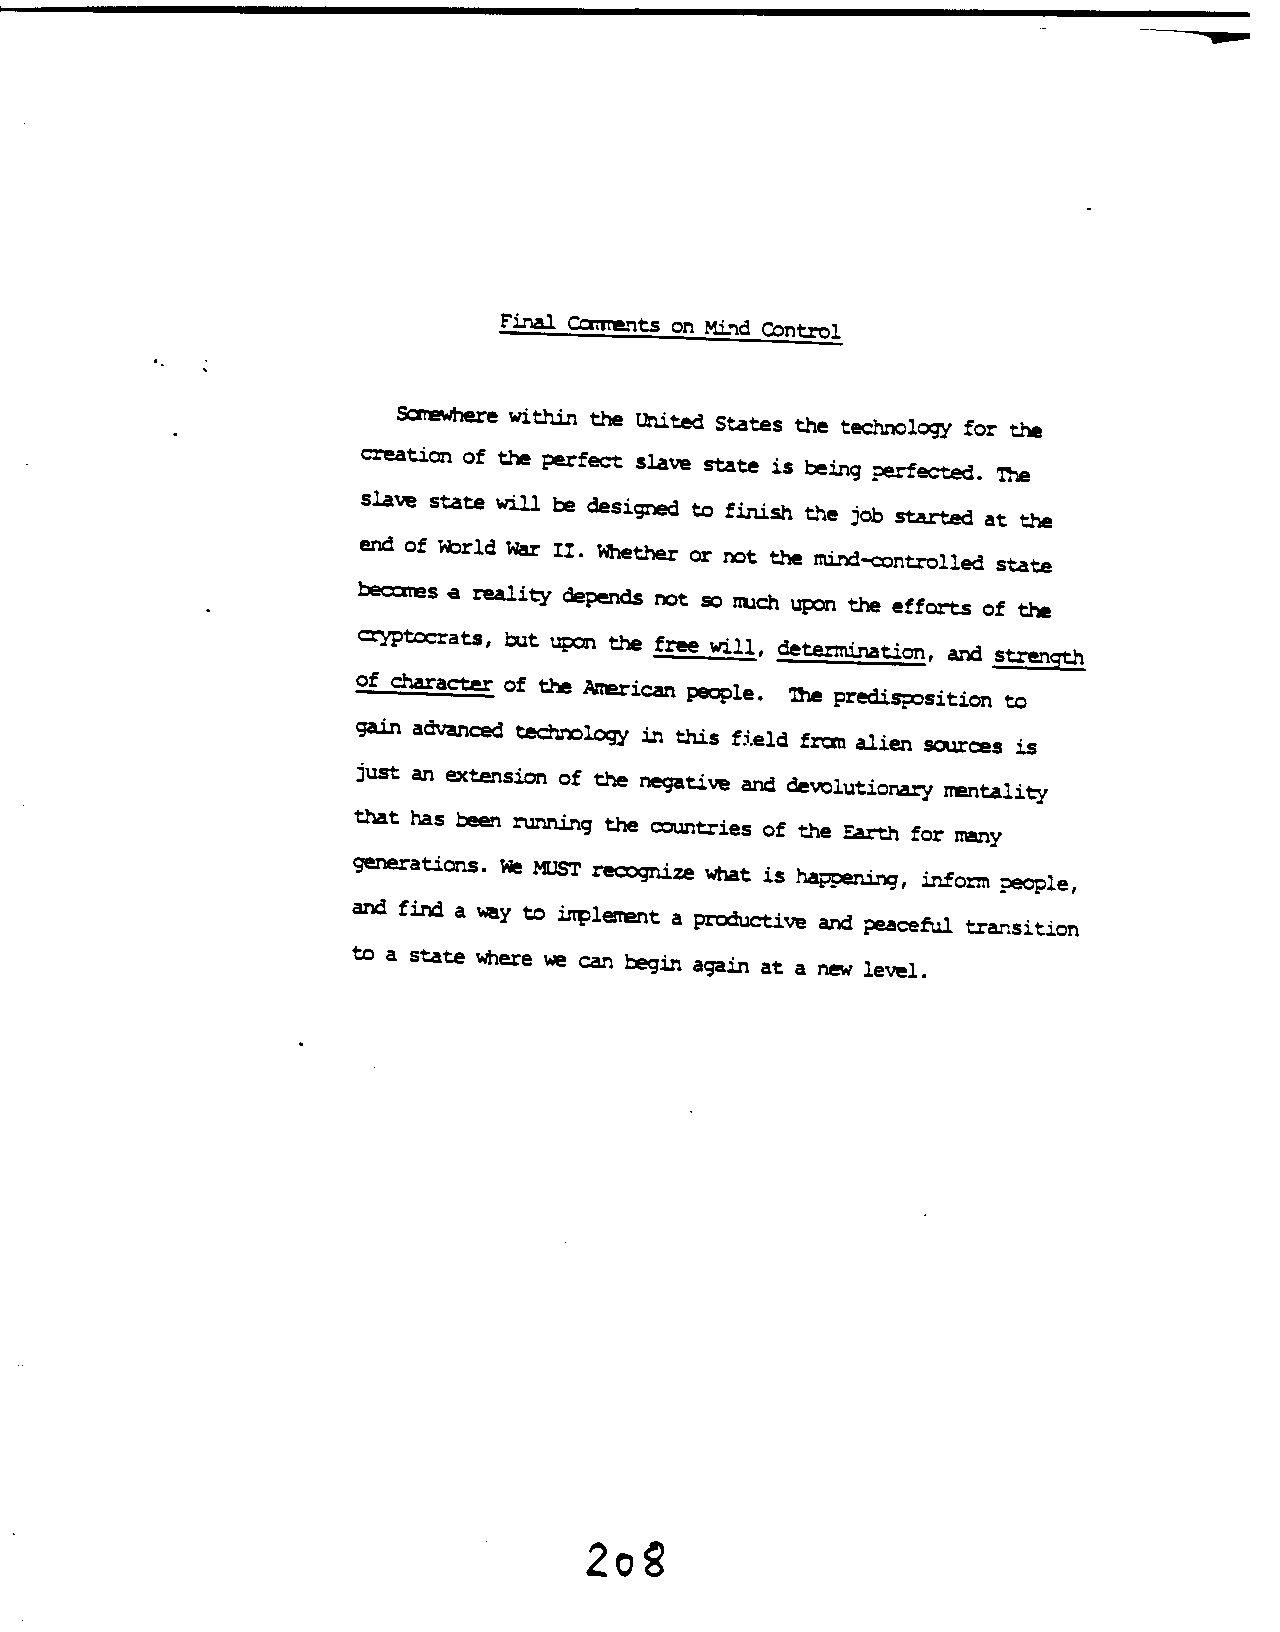 Final Comments on Mind Control
Somewhere within the United States the technology for the
creation of the perfect slave state is being perfected. The
slave state will be designed to finish the job started at the
end of World War II. Whether or not the mind-controlled state
becomes a reality depends not so much upon the efforts of the
cryptocrats, but upon the free will, determination, and strength
of character of the American people. The predisposition to
gain advanced technology in this field from alien sources is
just an extension of the negative and devolutionary mentality
that has been running the countries of the Earth for many
generations. We MUST recognize what is happening, inform people,
and find a way to implement a productive and peaceful transition
to a state where we can begin again at a new level.
208